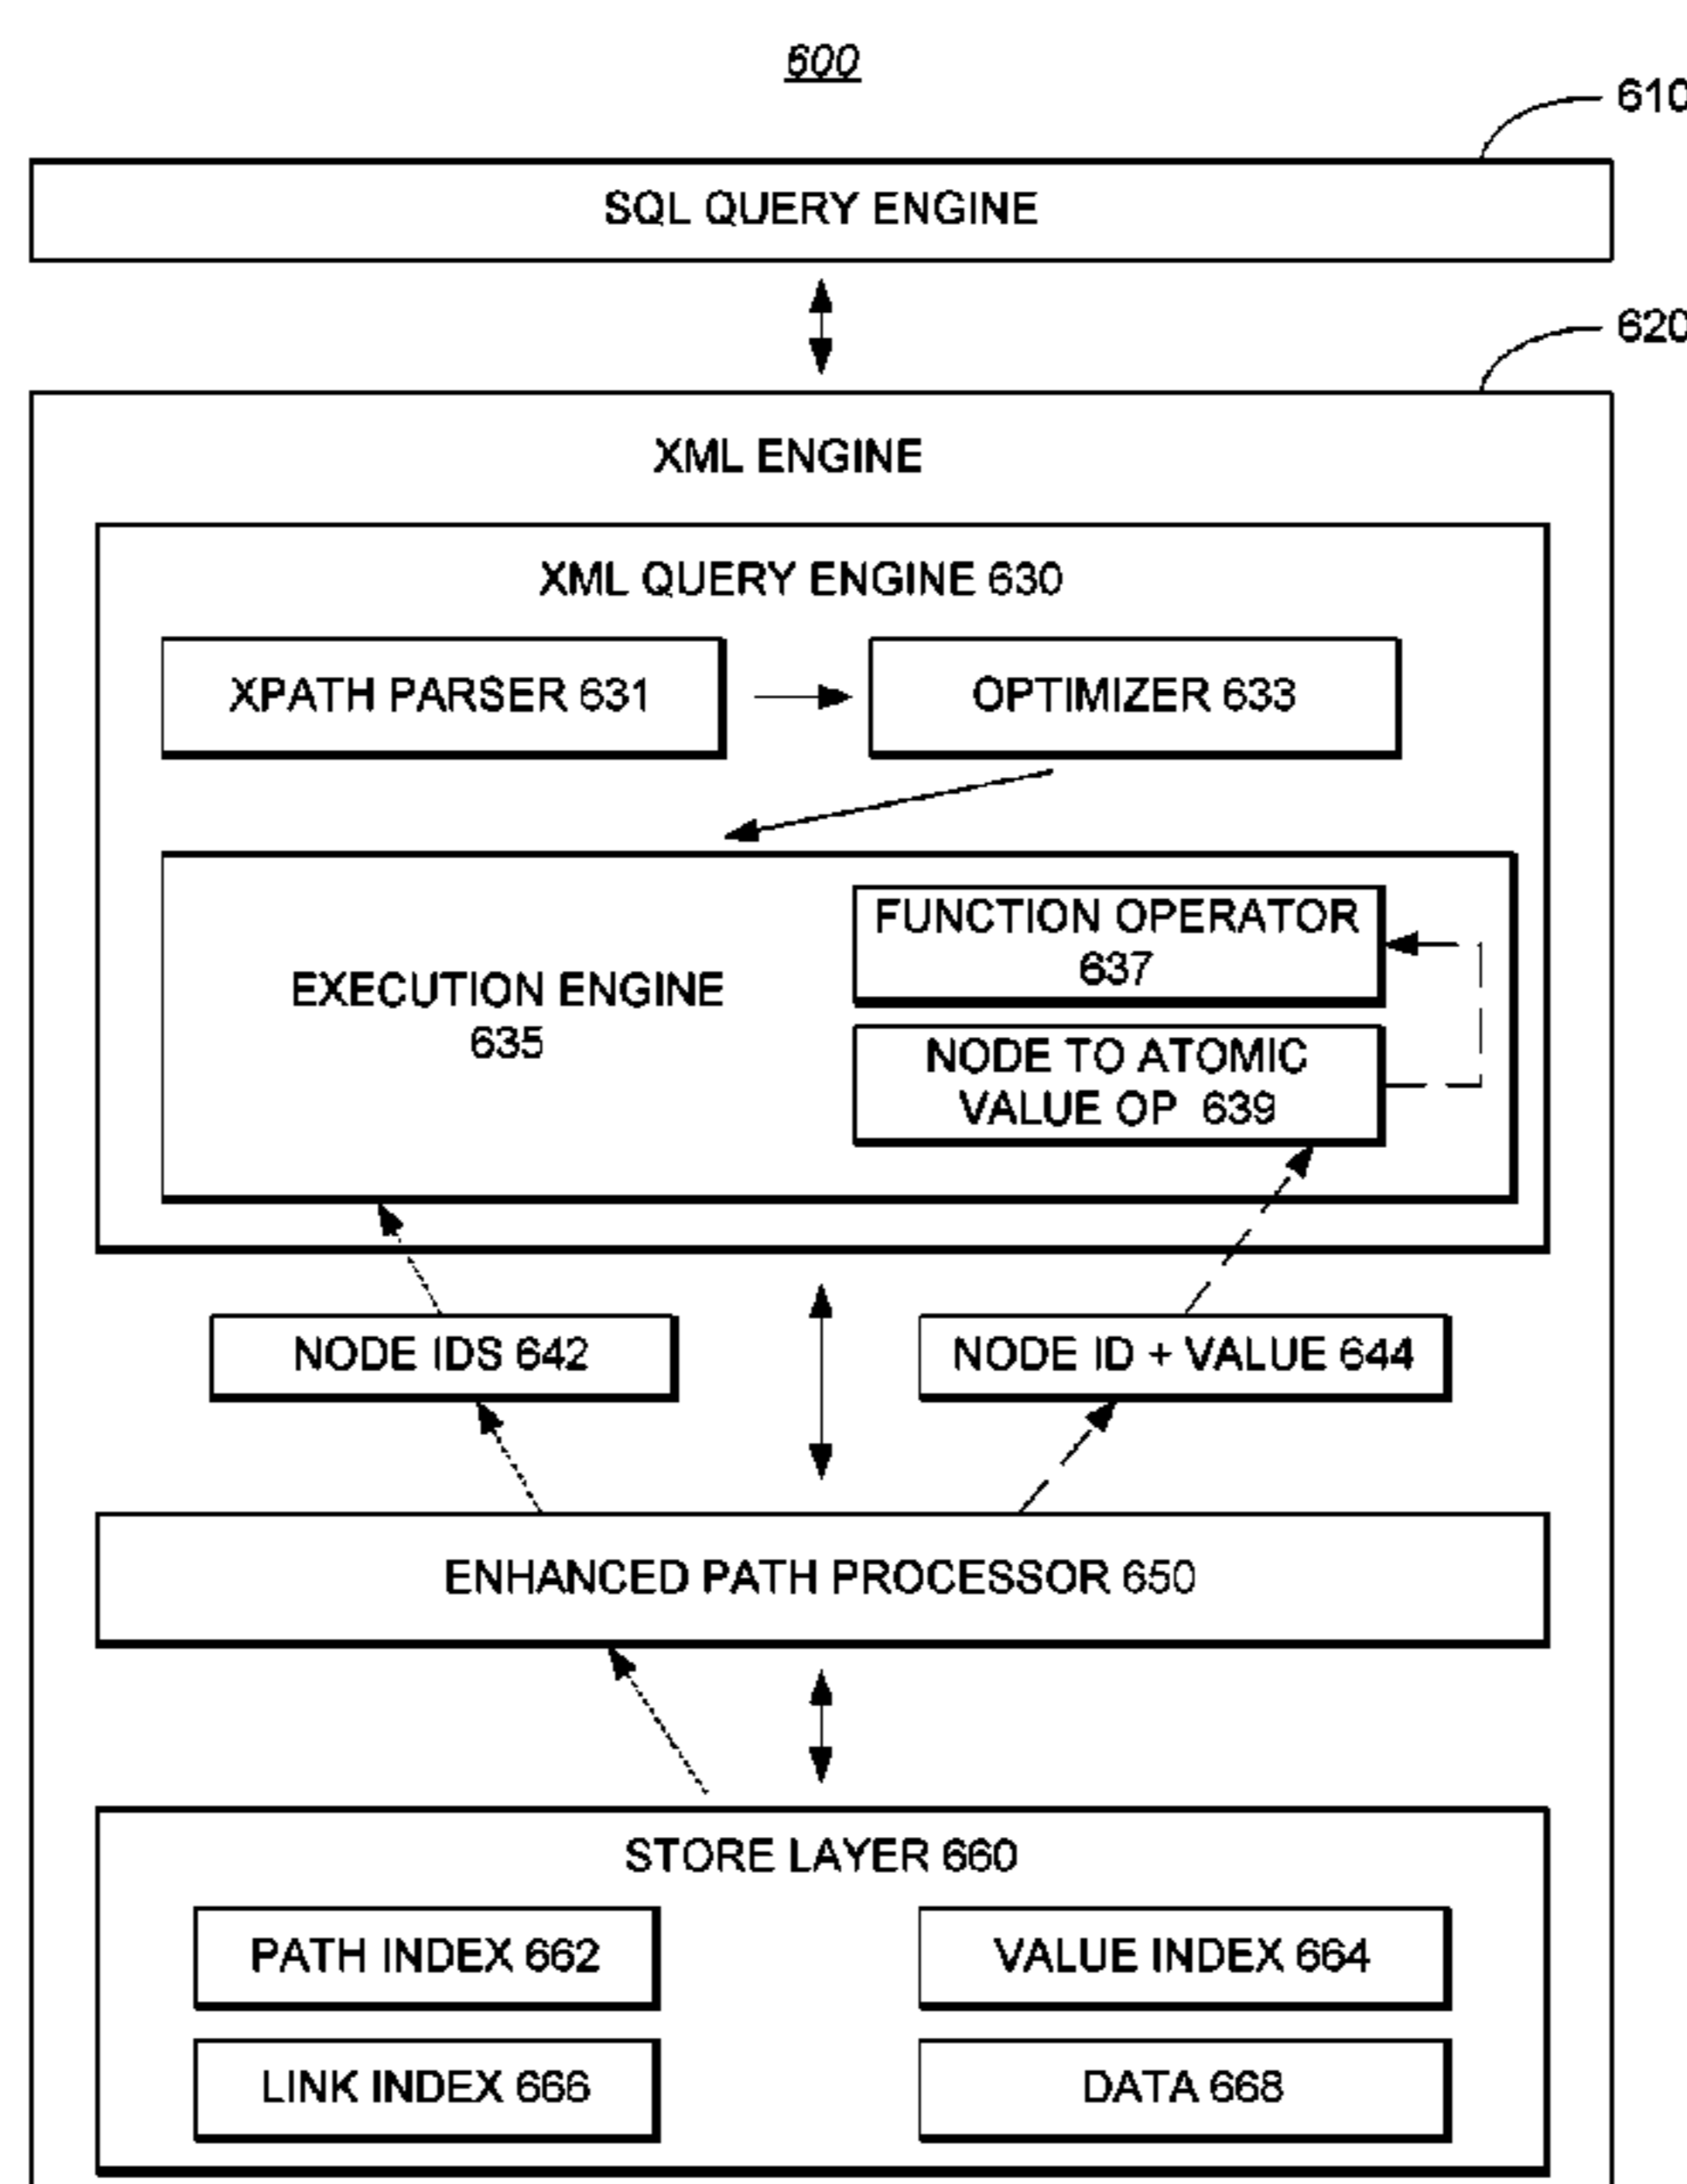 600
610
SQL QUERY ENGINE
620
XML ENGINE
XML QUERY ENGINE 630
XPATH PARSER 631
OPTIMIZER 633
FUNCTION OPERATOR
637
EXECUTION ENGINE
635
NODE TO ATOMIC
VALUE OP 639
NODE IDS 642
NODE ID + VALUE 644
ENHANCED PATH PROCESSOR 650
STORE LAYER 660
PATH INDEX 662
VALUE INDEX 664
LINK INDEX 666
DATA 668